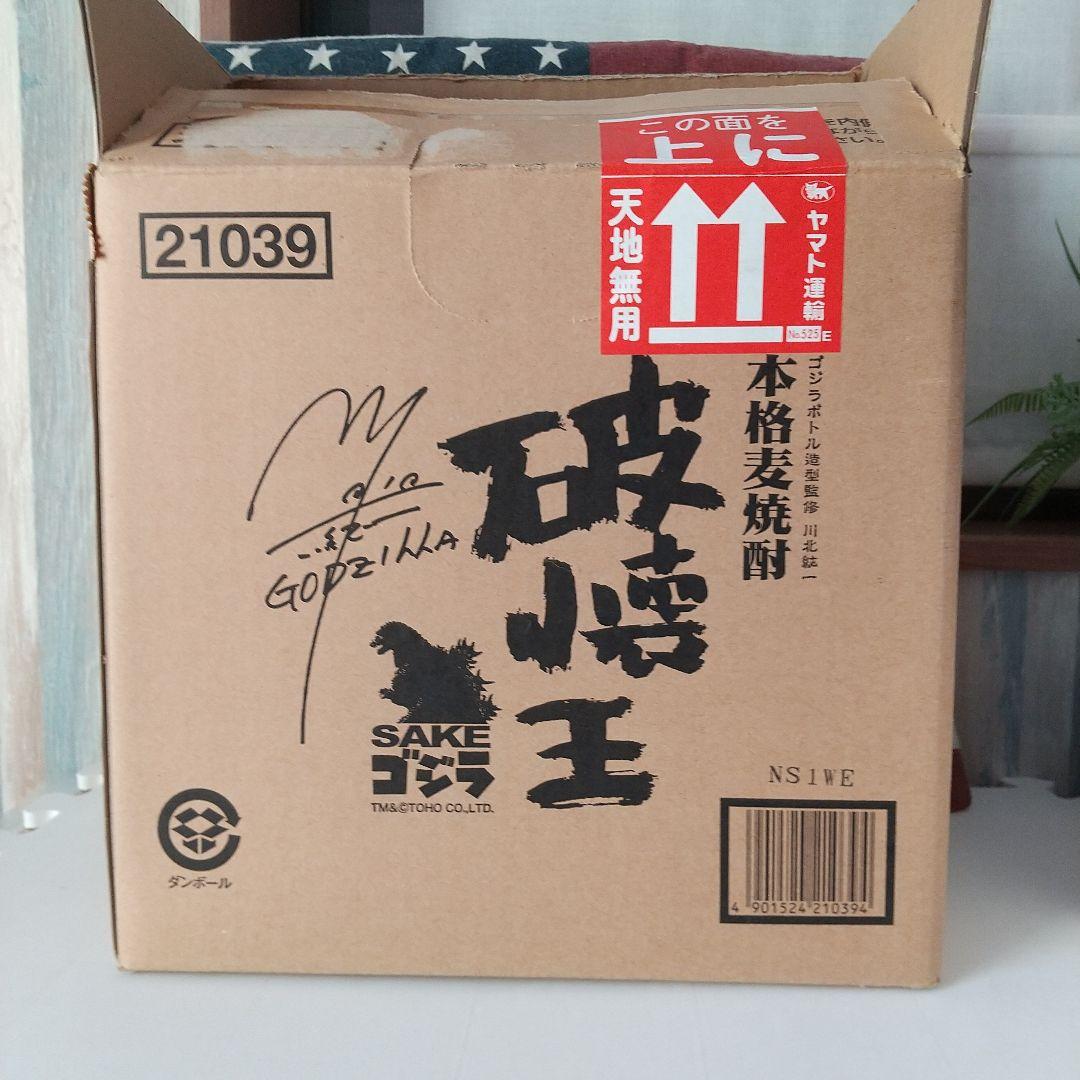 この面を
上に
天地無用
ヤマト運輸
No.525 E
21039
本格麦焼酎
ゴジラボトル造型監修 川北紘一
破壊王
GODZILLA
SAKE
ゴジラ
TM&©TOHO CO.,LTD.
NS1WE
4 901524 210394
ダンボール